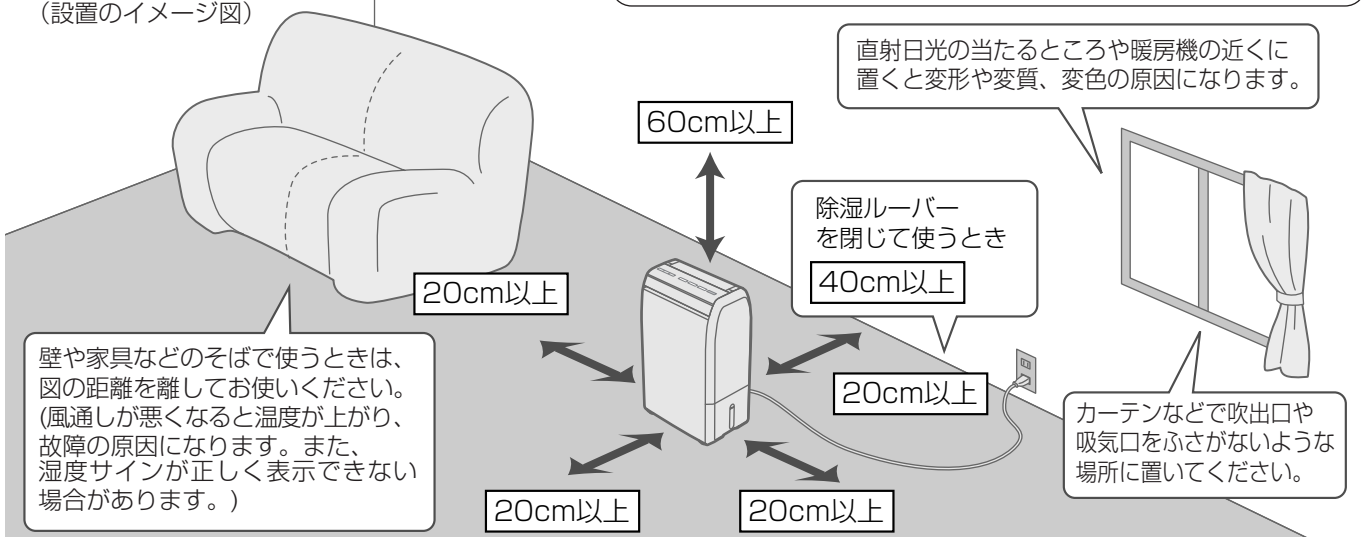 （設置のイメージ図）
直射日光の当たるところや暖房機の近くに
置くと変形や変質、変色の原因になります。
60cm以上
除湿ルーバー
を閉じて使うとき
40cm以上
20cm以上
20cm以上
壁や家具などのそばで使うときは、
図の距離を離してお使いください。
(風通しが悪くなると温度が上がり、
故障の原因になります。また、
湿度サインが正しく表示できない
場合があります。)
カーテンなどで吹出口や
吸気口をふさがないような
場所に置いてください。
20cm以上
20cm以上